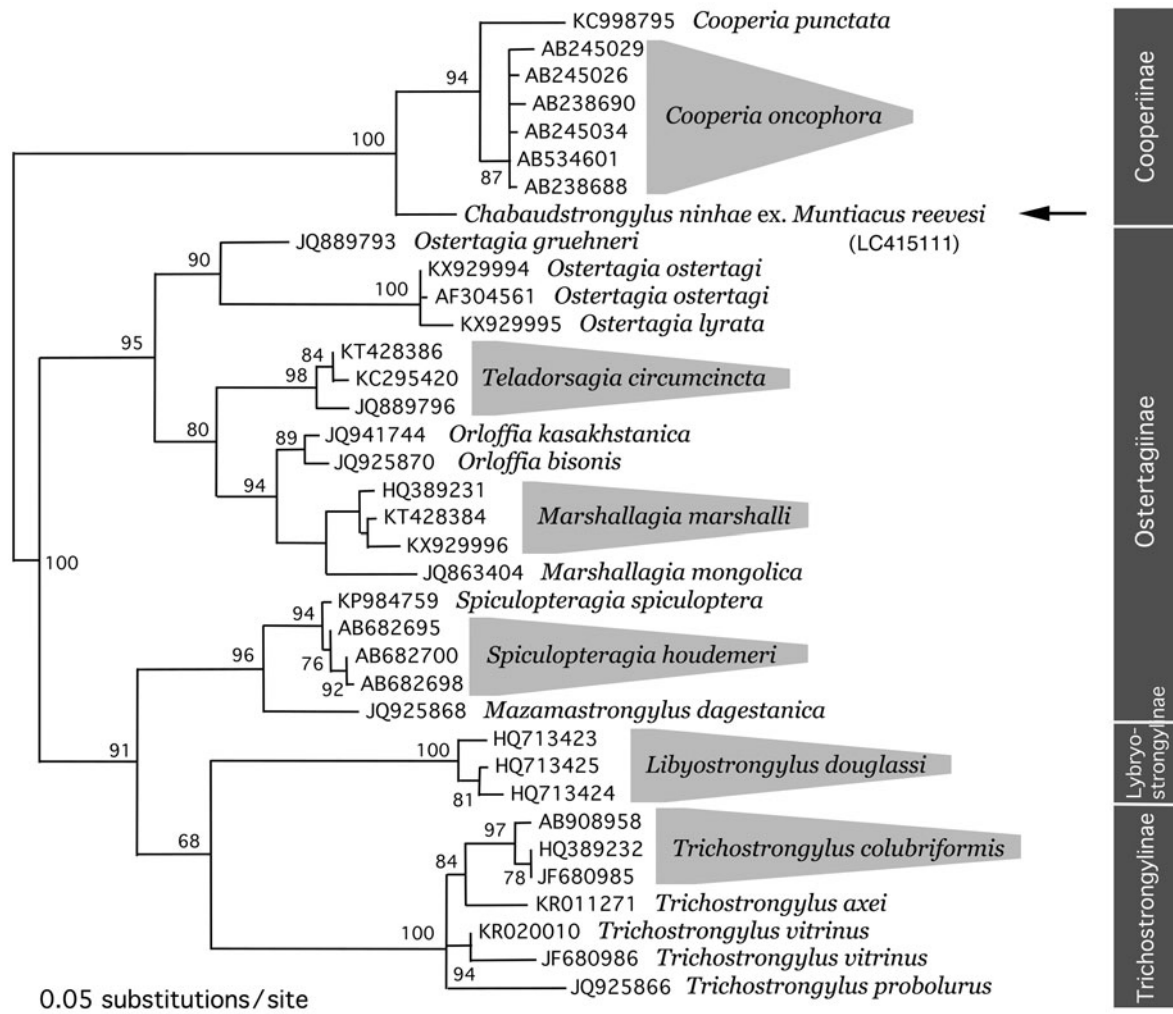 KC998795 Cooperia punctata
AB245029
94
AB245026
AB238690
Cooperia oncophora
AB245034
100
AB534601
87
AB238688
Chabaudstrongylus ninhae ex. Muntiacus reevesi
(LC415111)
JQ889793 Ostertagia gruehneri
90
KX929994 Ostertagia ostertagi
100
AF304561 Ostertagia ostertagi
KX929995 Ostertagia lyrata
95
84
KT428386
98
KC295420
Teladorsagia circumcincta
JQ889796
80
89
JQ941744 Orloffia kasakhstanica
JQ925870 Orloffia bisonis
94
HQ389231
KT428384
Marshallagia marshalli
KX929996
100
JQ863404 Marshallagia mongolica
94
KP984759 Spiculopteragia spiculoptera
AB682695
96
76
AB682700
Spiculopteragia houdemeri
92
AB682698
JQ925868 Mazamastrongylus dagestanica
91
100
HQ713423
HQ713425
Libyostrongylus douglassi
81
HQ713424
68
97
AB908958
84
HQ389232
Trichostrongylus colubriformis
78
JF680985
KR011271 Trichostrongylus axei
100
KR020010 Trichostrongylus vitrinus
JF680986 Trichostrongylus vitrinus
94
JQ925866 Trichostrongylus probolurus
0.05 substitutions/site
Cooperiinae
Ostertagiinae
Lybryo-
strongylinae
Trichostrongylinae